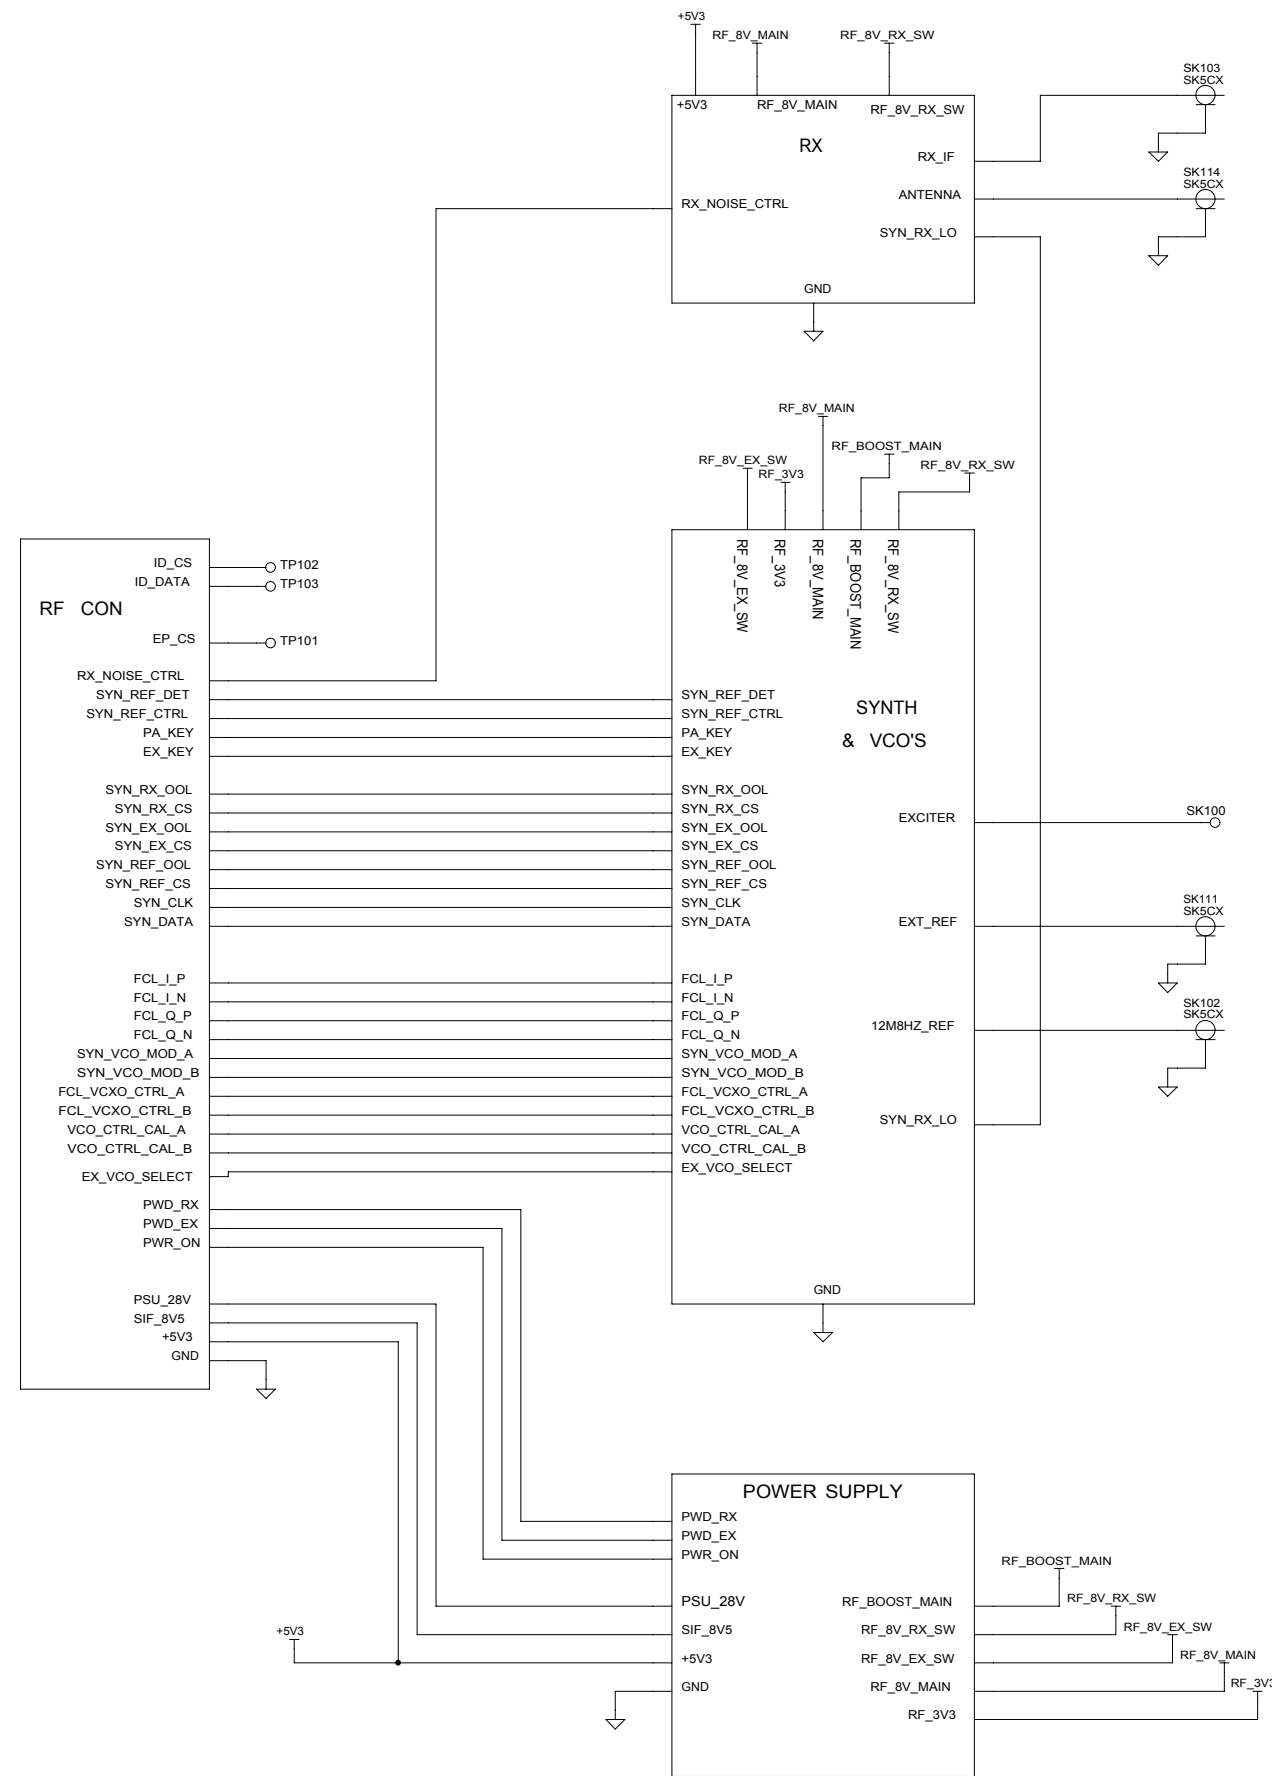 +5V3
RF_8V_MAIN
RF_8V_RX_SW
+5V3
RF_8V_MAIN
RF_8V_RX_SW
RX
RX_IF
ANTENNA
RX_NOISE_CTRL
SYN_RX_LO
GND
SK103
SK5CX
SK114
SK5CX
RF_8V_MAIN
RF_BOOST_MAIN
RF_8V_EX_SW
RF_3V3
RF_8V_RX_SW
RF_8V_EX_SW
RF_3V3
RF_8V_MAIN
RF_BOOST_MAIN
RF_8V_RX_SW
RF CON
ID_CS
TP102
ID_DATA
TP103
EP_CS
TP101
RX_NOISE_CTRL
SYN_REF_DET
SYN_REF_CTRL
PA_KEY
EX_KEY
SYN_RX_OOL
SYN_RX_CS
SYN_EX_OOL
SYN_EX_CS
SYN_REF_OOL
SYN_REF_CS
SYN_CLK
SYN_DATA
FCL_I_P
FCL_I_N
FCL_Q_P
FCL_Q_N
SYN_VCO_MOD_A
SYN_VCO_MOD_B
FCL_VCXO_CTRL_A
FCL_VCXO_CTRL_B
VCO_CTRL_CAL_A
VCO_CTRL_CAL_B
EX_VCO_SELECT
PWD_RX
PWD_EX
PWR_ON
PSU_28V
SIF_8V5
+5V3
GND
SYNTH
& VCO'S
SYN_REF_DET
SYN_REF_CTRL
PA_KEY
EX_KEY
SYN_RX_OOL
SYN_RX_CS
SYN_EX_OOL
SYN_EX_CS
SYN_REF_OOL
SYN_REF_CS
SYN_CLK
SYN_DATA
FCL_I_P
FCL_I_N
FCL_Q_P
FCL_Q_N
SYN_VCO_MOD_A
SYN_VCO_MOD_B
FCL_VCXO_CTRL_A
FCL_VCXO_CTRL_B
VCO_CTRL_CAL_A
VCO_CTRL_CAL_B
EX_VCO_SELECT
EXCITER
EXT_REF
12M8HZ_REF
SYN_RX_LO
GND
SK100
SK111
SK5CX
SK102
SK5CX
POWER SUPPLY
PWD_RX
PWD_EX
PWR_ON
PSU_28V
SIF_8V5
+5V3
GND
+5V3
RF_BOOST_MAIN
RF_8V_RX_SW
RF_8V_EX_SW
RF_8V_MAIN
RF_3V3
RF_BOOST_MAIN
RF_8V_RX_SW
RF_8V_EX_SW
RF_8V_MAIN
RF_3V3